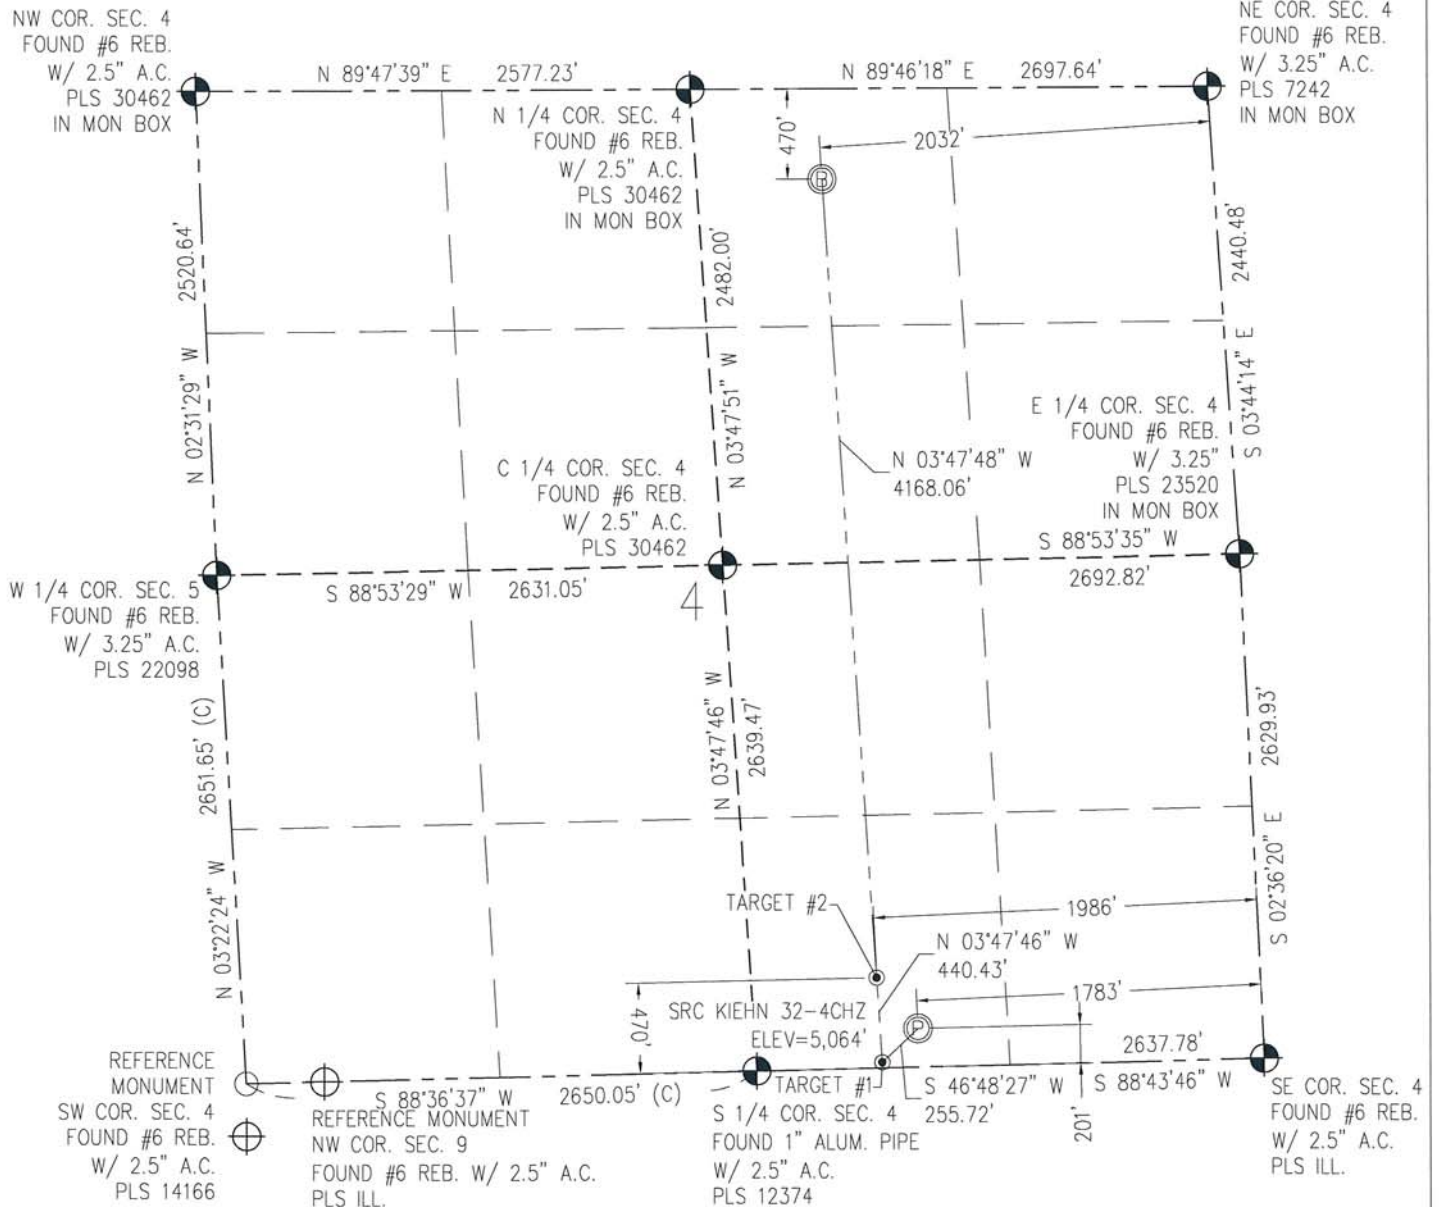 NW COR. SEC. 4
FOUND #6 REB.
W/ 2.5" A.C.
PLS 30462
IN MON BOX
N 89°47'39" E
2577.23'
N 1/4 COR. SEC. 4
FOUND #6 REB.
W/ 2.5" A.C.
PLS 30462
IN MON BOX
N 89°46'18" E
2697.64'
NE COR. SEC. 4
FOUND #6 REB.
W/ 3.25" A.C.
PLS 7242
IN MON BOX
470'
2032'
B
2520.64'
N 02°31'29" W
2482.00'
N 03°47'51" W
2440.48'
S 03°44'14" E
E 1/4 COR. SEC. 4
FOUND #6 REB.
W/ 3.25"
PLS 23520
IN MON BOX
N 03°47'48" W
4168.06'
C 1/4 COR. SEC. 4
FOUND #6 REB.
W/ 2.5" A.C.
PLS 30462
S 88°53'35" W
2692.82'
W 1/4 COR. SEC. 5
FOUND #6 REB.
W/ 3.25" A.C.
PLS 22098
S 88°53'29" W
2631.05'
4
2651.65' (C)
N 03°22'24" W
N 03°47'46" W
2639.47'
2629.93'
S 02°36'20" E
TARGET #2
1986'
N 03°47'46" W
440.43'
1783'
470'
SRC KIEHN 32-4CHZ
ELEV=5,064'
P
2637.78'
S 88°43'46" W
REFERENCE
MONUMENT
SW COR. SEC. 4
FOUND #6 REB.
W/ 2.5" A.C.
PLS 14166
S 88°36'37" W
2650.05' (C)
REFERENCE MONUMENT
NW COR. SEC. 9
FOUND #6 REB. W/ 2.5" A.C.
PLS ILL.
TARGET #1
S 46°48'27" W
255.72'
S 1/4 COR. SEC. 4
FOUND 1" ALUM. PIPE
W/ 2.5" A.C.
PLS 12374
201'
SE COR. SEC. 4
FOUND #6 REB.
W/ 2.5" A.C.
PLS ILL.